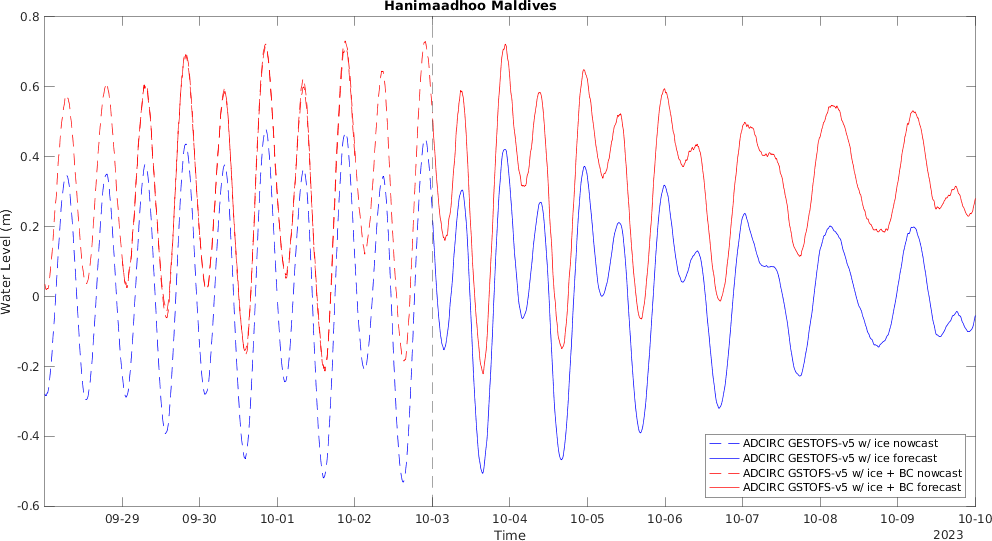 Hanimaadhoo Maldives
0.8
0.6
0.4
0.2
0
-0.2
-0.4
-0.6
Water Level (m)
ADCIRC GESTOFS-v5 w/ ice nowcast
ADCIRC GESTOFS-v5 w/ ice forecast
ADCIRC GSTOFS-v5 w/ ice + BC nowcast
ADCIRC GSTOFS-v5 w/ ice + BC forecast
09-29 09-30 10-01 10-02 10-03 10-04 10-05 10-06 10-07 10-08 10-09 10-10
Time
2023